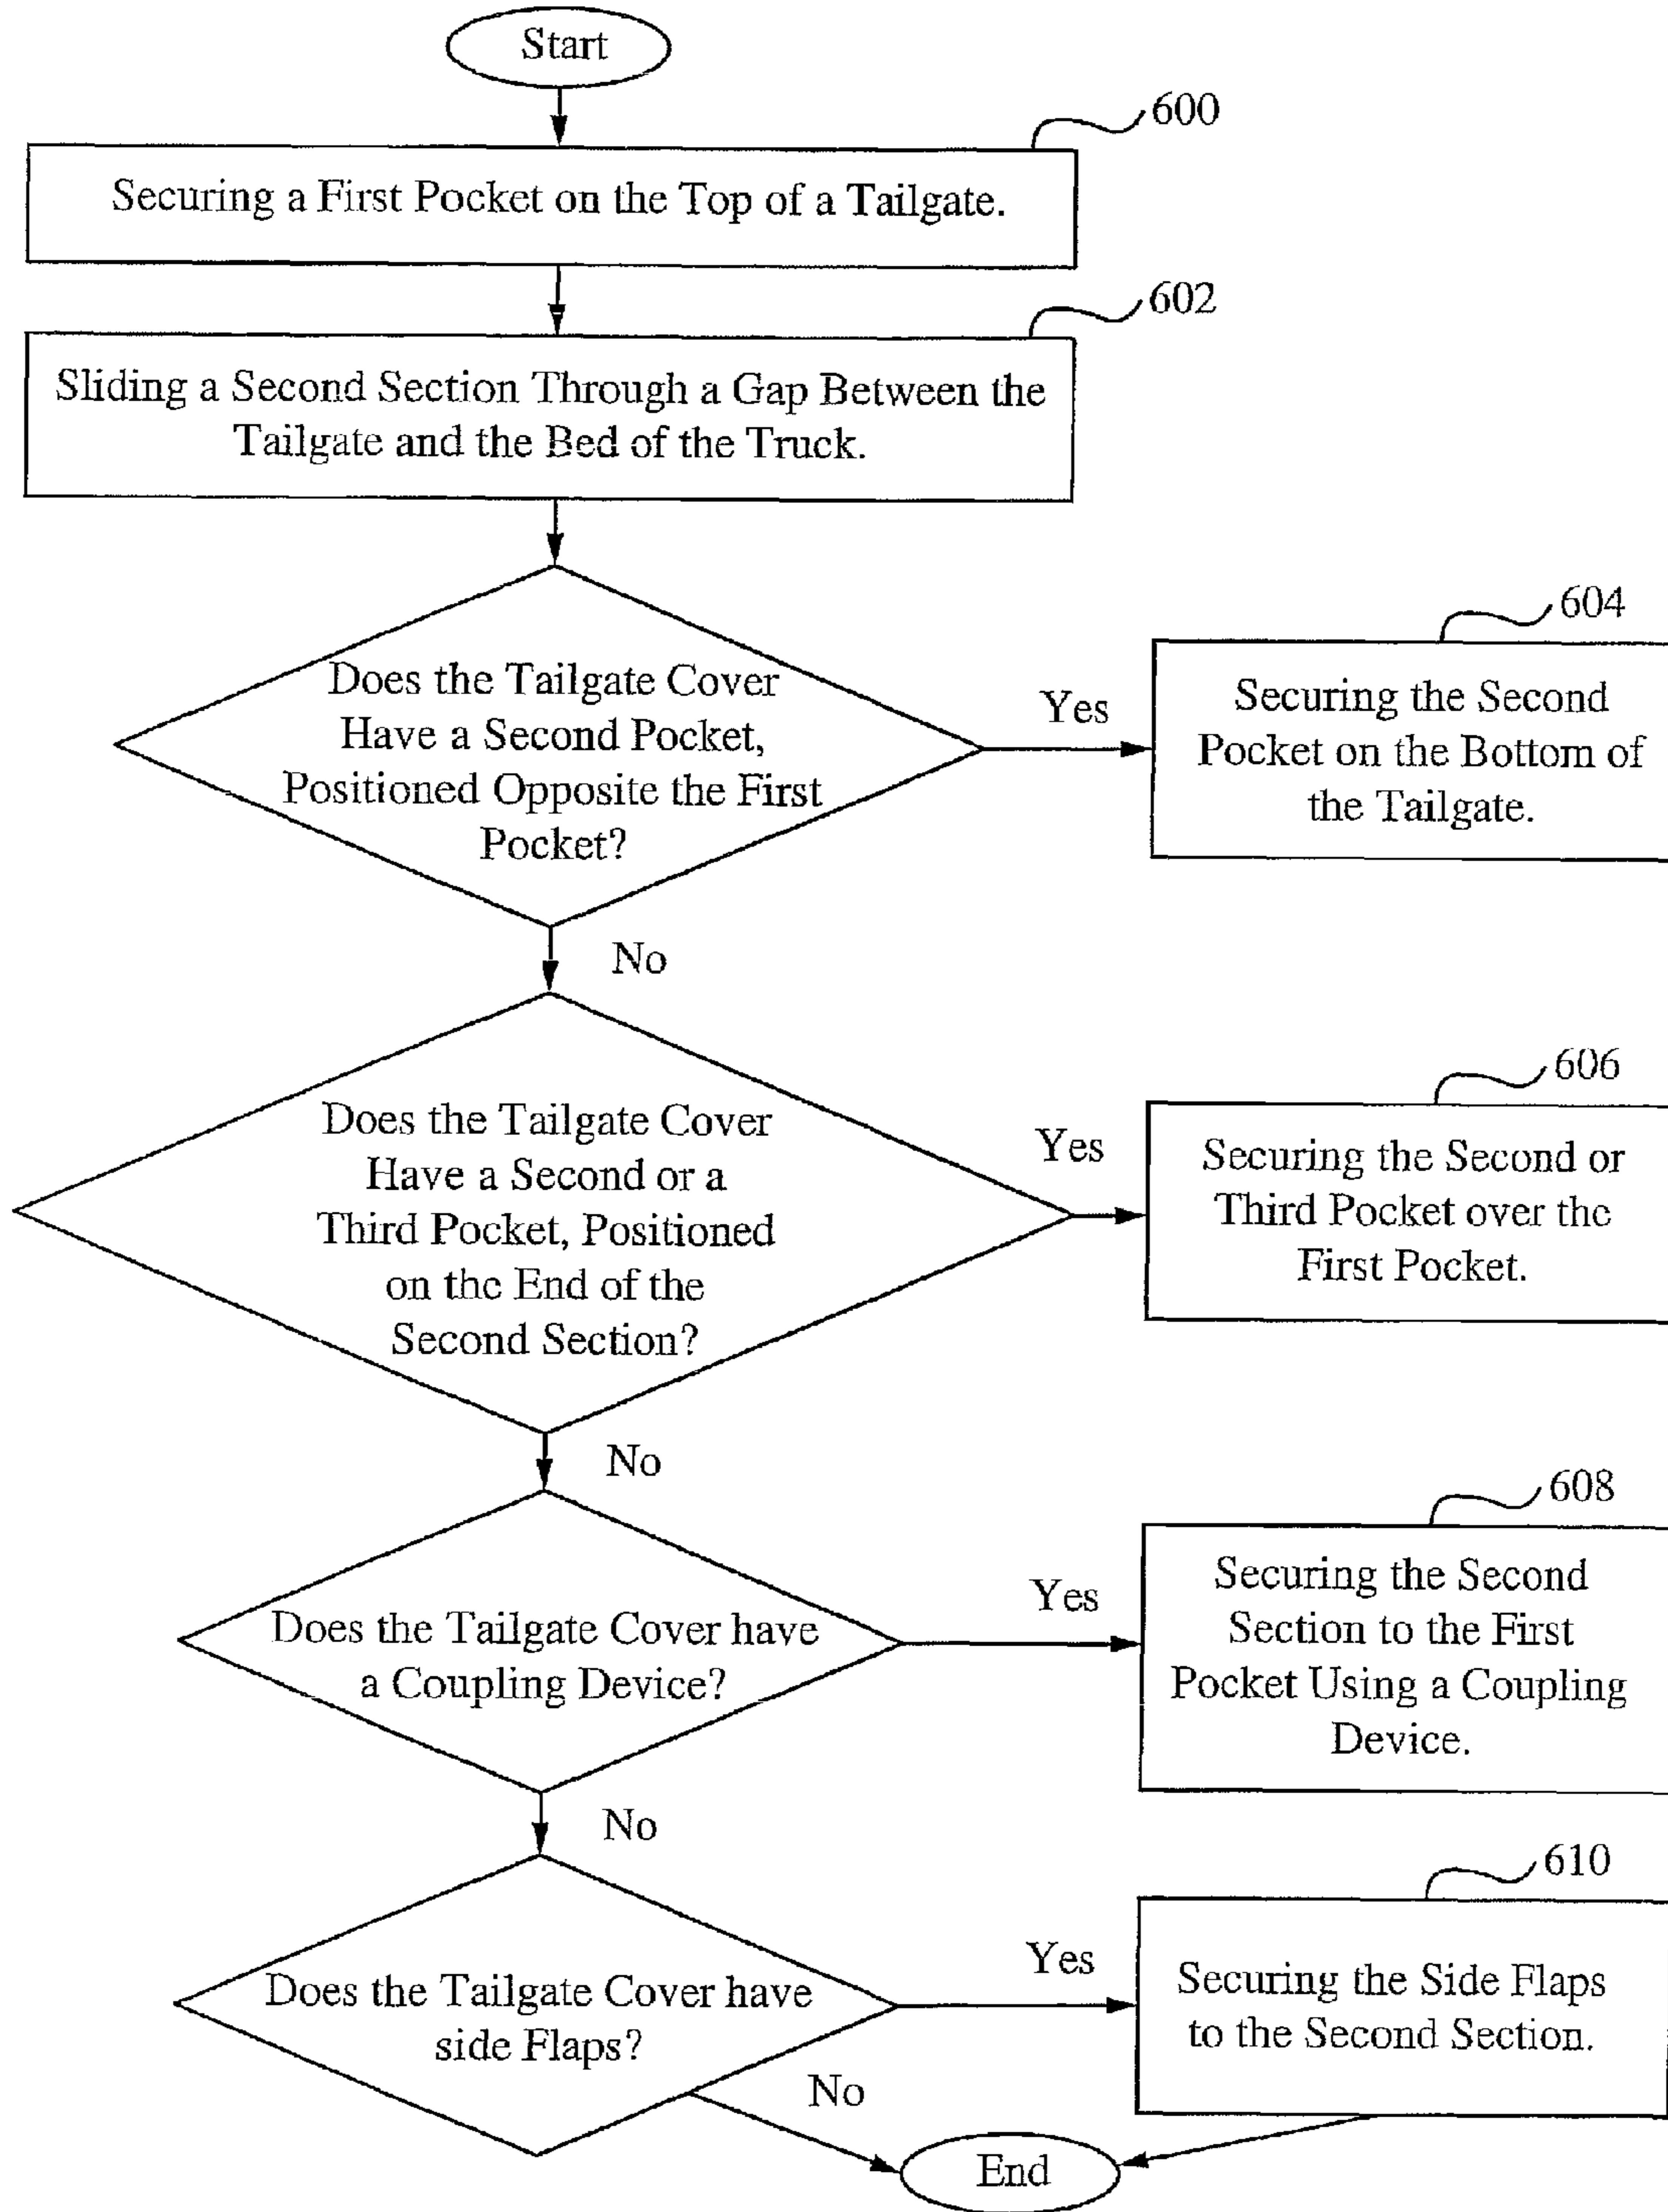 Start
600
Securing a First Pocket on the Top of a Tailgate.
602
Sliding a Second Section Through a Gap Between the
Tailgate and the Bed of the Truck.
604
Does the Tailgate Cover
Have a Second Pocket,
Positioned Opposite the First
Pocket?
Yes
Securing the Second
Pocket on the Bottom of
the Tailgate.
No
606
Does the Tailgate Cover
Have a Second or a
Third Pocket, Positioned
on the End of the
Second Section?
Yes
Securing the Second or
Third Pocket over the
First Pocket.
No
608
Does the Tailgate Cover have
a Coupling Device?
Yes
Securing the Second
Section to the First
Pocket Using a Coupling
Device.
No
610
Does the Tailgate Cover have
side Flaps?
Yes
Securing the Side Flaps
to the Second Section.
No
End